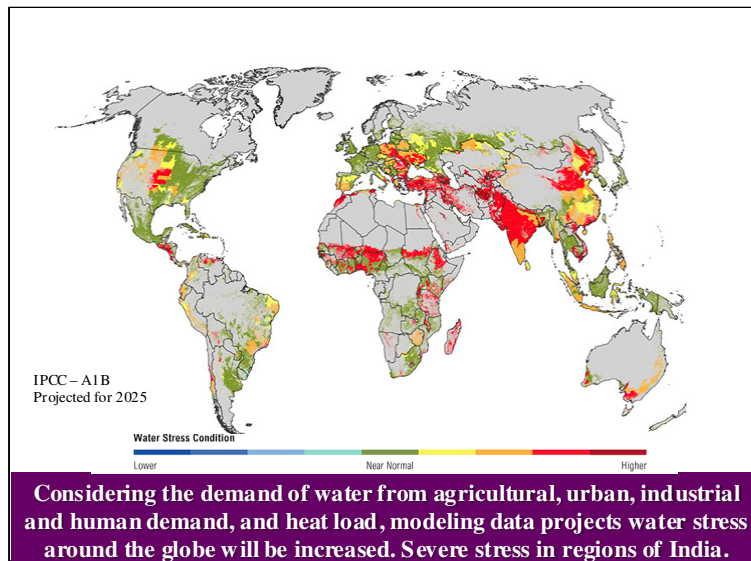 IPCC – A1B
Projected for 2025
Water Stress Condition
Lower Near Normal Higher
Considering the demand of water from agricultural, urban, industrial
and human demand, and heat load, modeling data projects water stress
around the globe will be increased. Severe stress in regions of India.